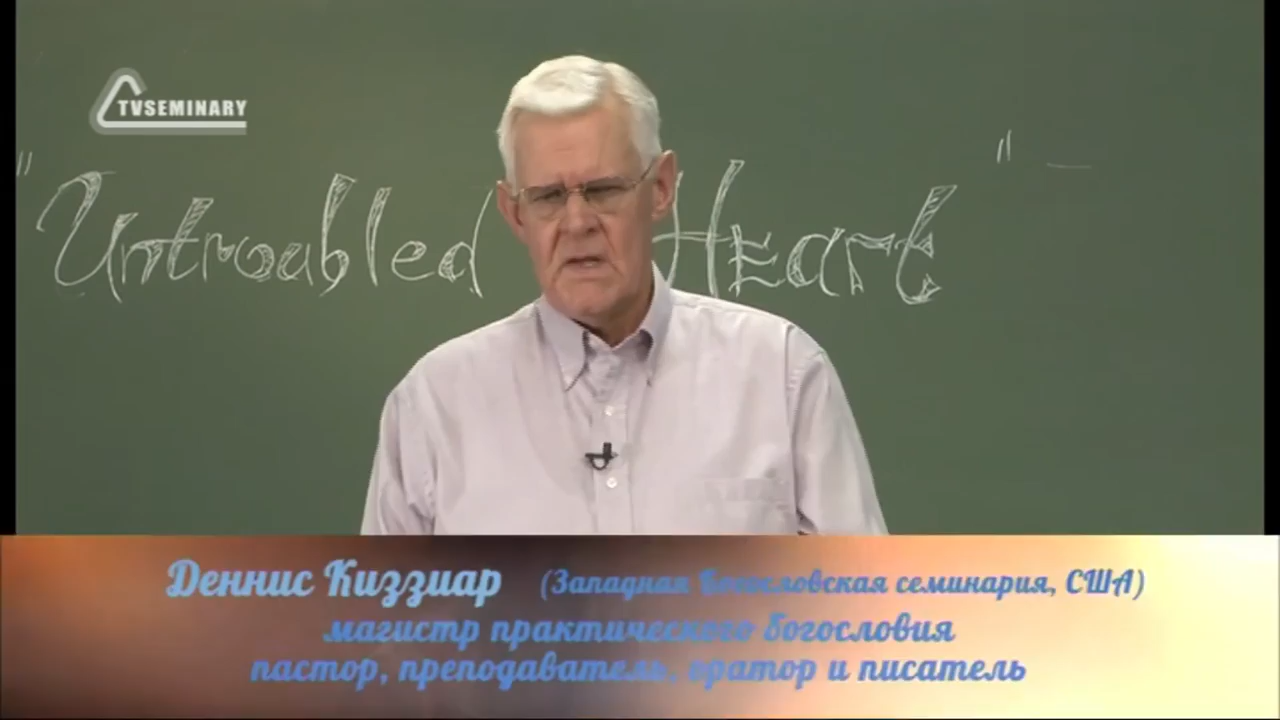 TVSEMINARY
"Untroubled Heart"
Деннис Киззиар (Западная Богословская семинария, США)
магистр практического богословия
пастор, преподаватель, оратор и писатель